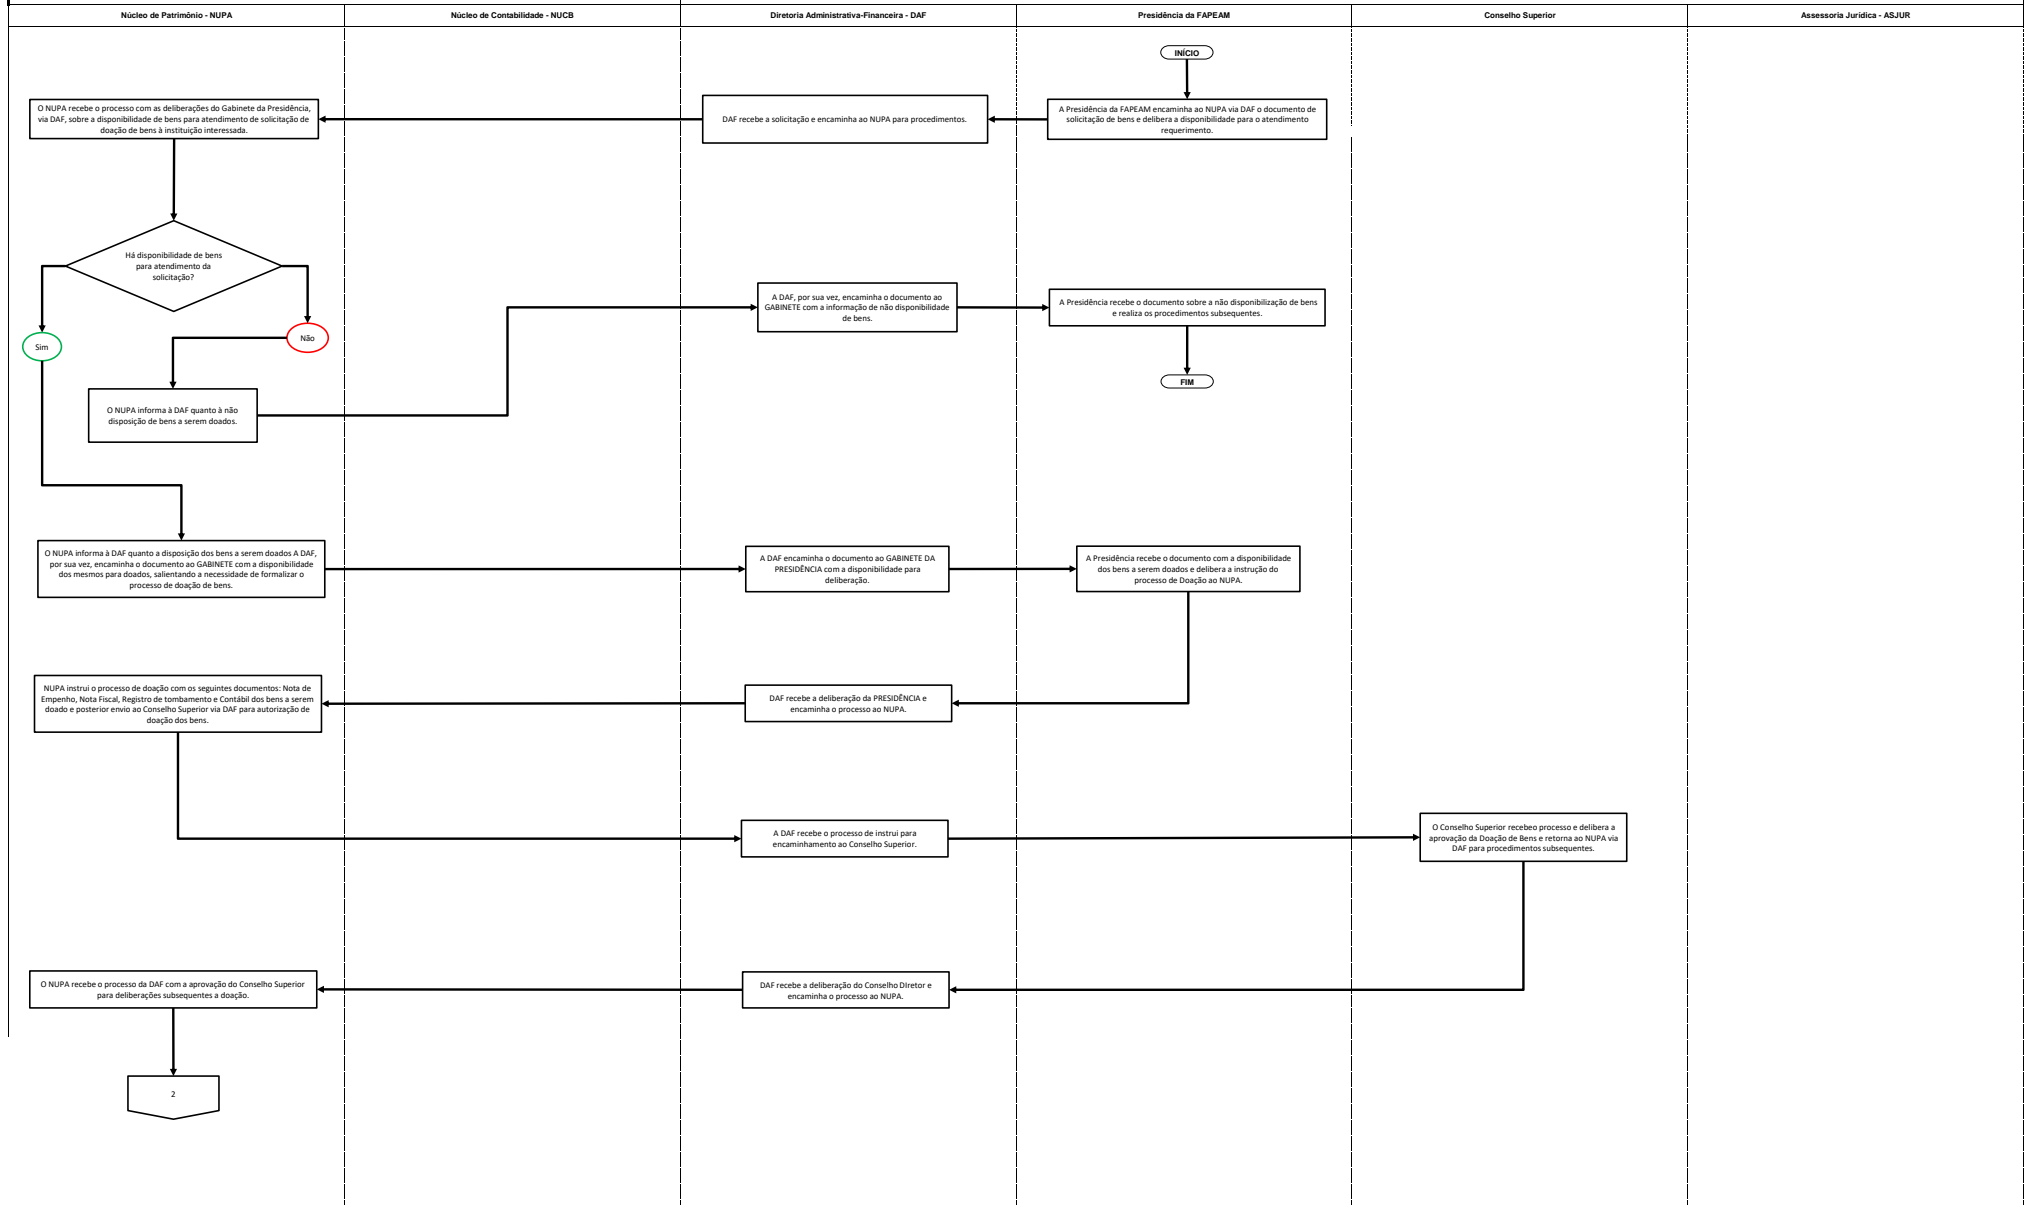 Núcleo de Patrimônio - NUPA
Núcleo de Contabilidade - NUCB
Diretoria Administrativa-Financeira - DAF
Presidência da FAPEAM
Conselho Superior
Assessoria Jurídica - ASJUR
INÍCIO
O NUPA recebe o processo com as deliberações do Gabinete da Presidência,
via DAF, sobre a disponibilidade de bens para atendimento de solicitação de
doação de bens à instituição interessada.
DAF recebe a solicitação e encaminha ao NUPA para procedimentos.
A Presidência da FAPEAM encaminha ao NUPA via DAF o documento de
solicitação de bens e delibera a disponibilidade para o atendimento
requerimento.
Há disponibilidade de bens
para atendimento da
solicitação?
Sim
Não
A DAF, por sua vez, encaminha o documento ao
GABINETE com a informação de não disponibilidade
de bens.
A Presidência recebe o documento sobre a não disponibilização de bens
e realiza os procedimentos subsequentes.
FIM
O NUPA informa à DAF quanto à não
disposição de bens a serem doados.
O NUPA informa à DAF quanto a disposição dos bens a serem doados A DAF,
por sua vez, encaminha o documento ao GABINETE com a disponibilidade
dos mesmos para doados, salientando a necessidade de formalizar o
processo de doação de bens.
A DAF encaminha o documento ao GABINETE DA
PRESIDÊNCIA com a disponibilidade para
deliberação.
A Presidência recebe o documento com a disponibilidade
dos bens a serem doados e delibera a instrução do
processo de Doação ao NUPA.
NUPA instrui o processo de doação com os seguintes documentos: Nota de
Empenho, Nota Fiscal, Registro de tombamento e Contábil dos bens a serem
doado e posterior envio ao Conselho Superior via DAF para autorização de
doação dos bens.
DAF recebe a deliberação da PRESIDÊNCIA e
encaminha o processo ao NUPA.
A DAF recebe o processo de instrui para
encaminhamento ao Conselho Superior.
O Conselho Superior recebeo processo e delibera a
aprovação da Doação de Bens e retorna ao NUPA via
DAF para procedimentos subsequentes.
O NUPA recebe o processo da DAF com a aprovação do Conselho Superior
para deliberações subsequentes a doação.
DAF recebe a deliberação do Conselho DIretor e
encaminha o processo ao NUPA.
2